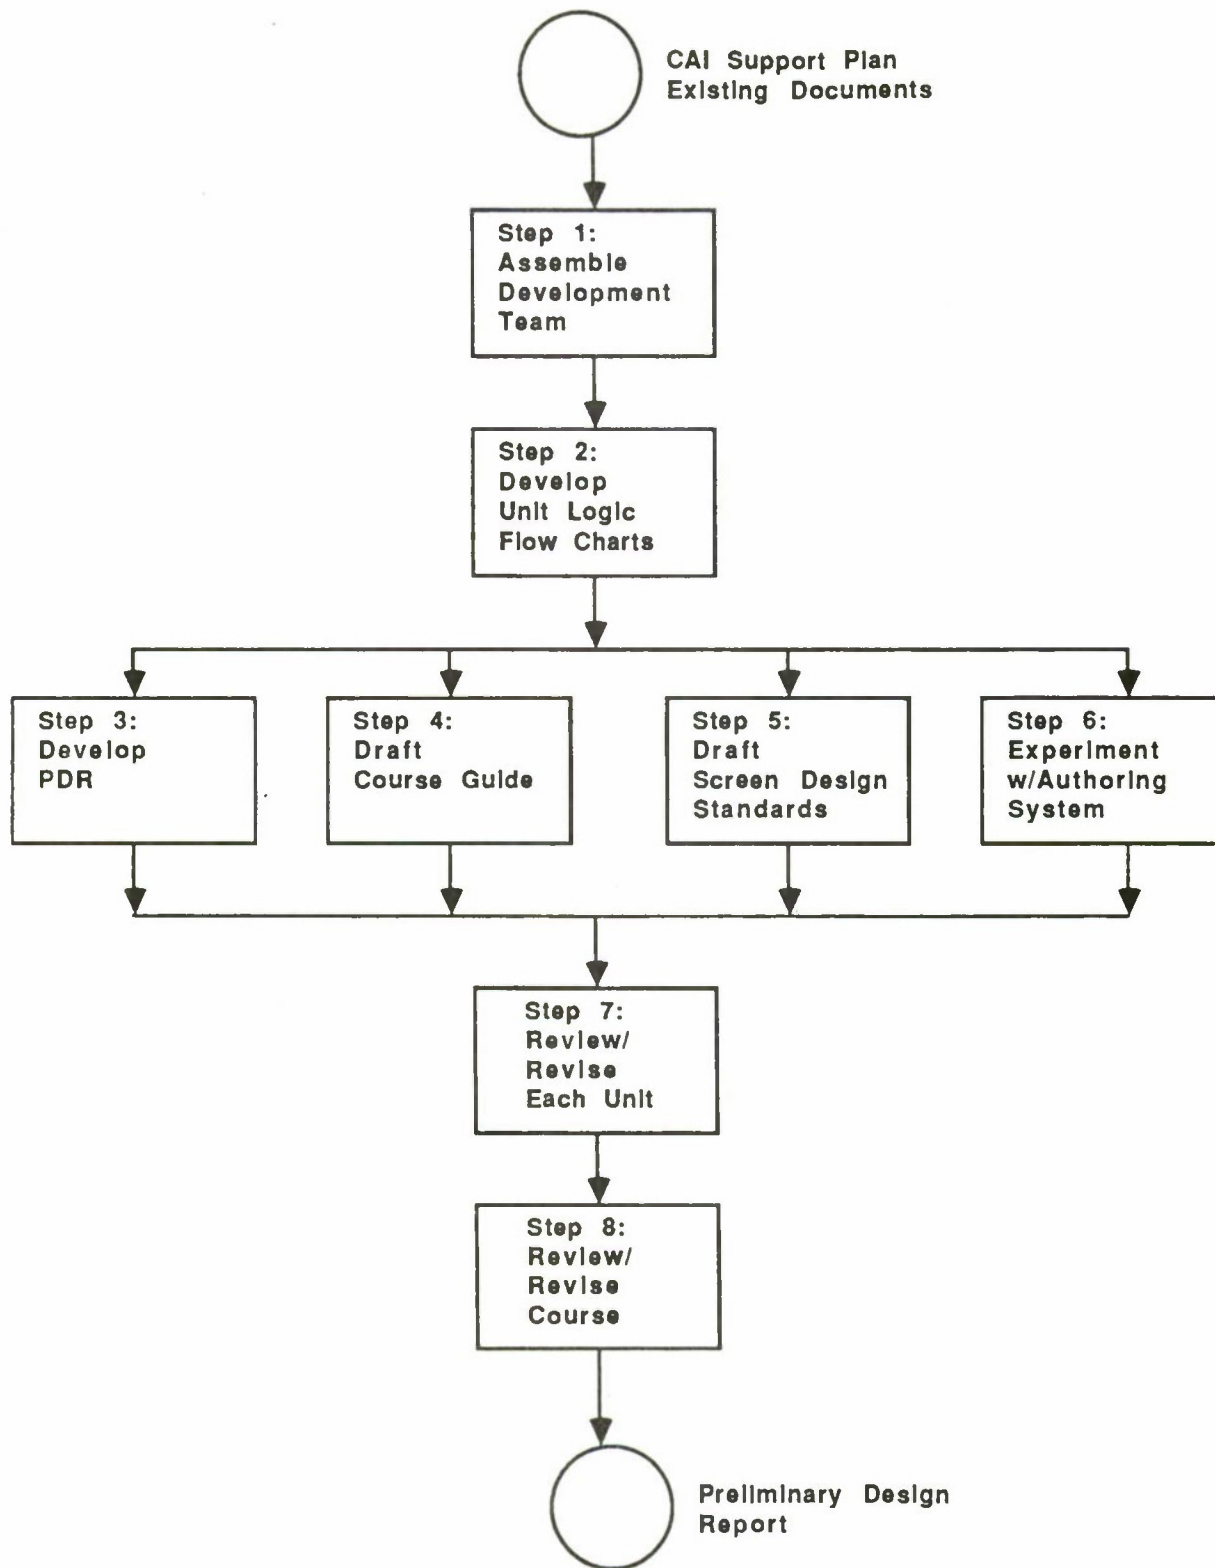 CAI Support Plan
Existing Documents
Step 1:
Assemble
Development
Team
Step 2:
Develop
Unit Logic
Flow Charts
Step 3:
Develop
PDR
Step 4:
Draft
Course Guide
Step 5:
Draft
Screen Design
Standards
Step 6:
Experiment
w/Authoring
System
Step 7:
Review/
Revise
Each Unit
Step 8:
Review/
Revise
Course
Preliminary Design
Report